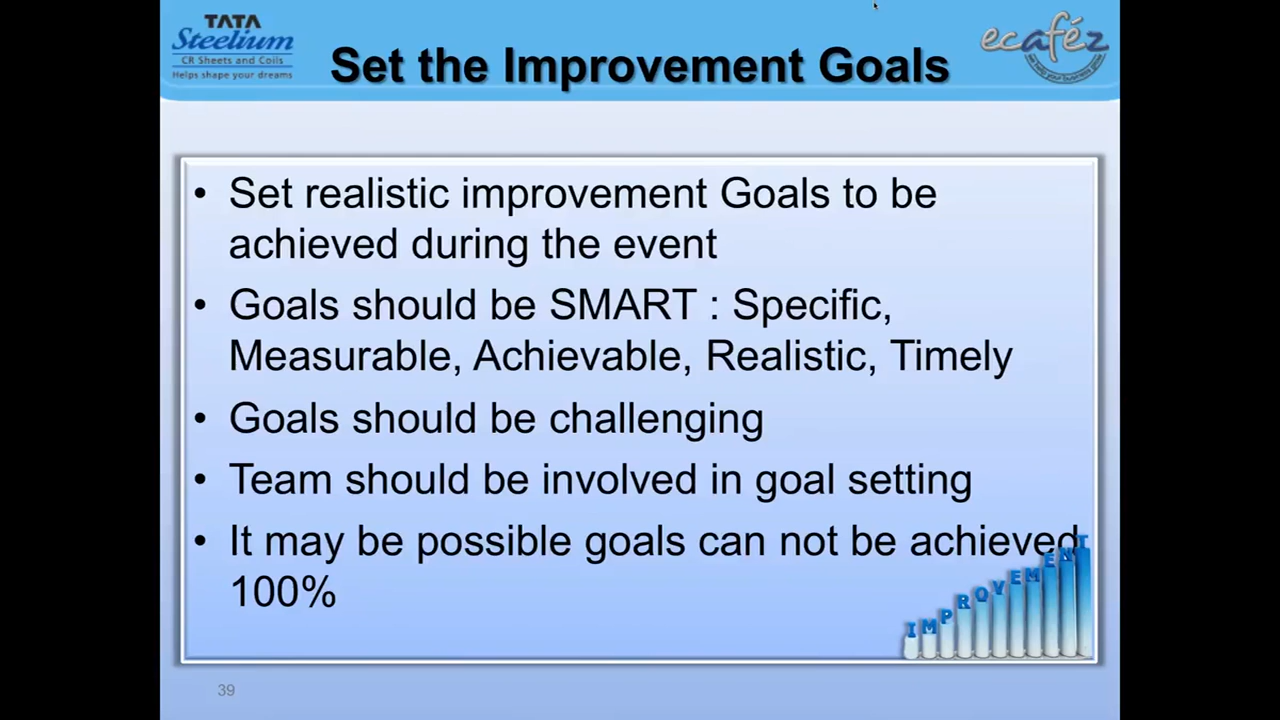 TATA
Steelium
CR Sheets and Coils
Helps shape your dreams
Set the Improvement Goals
ecaféz
• Set realistic improvement Goals to be
achieved during the event
• Goals should be SMART : Specific,
Measurable, Achievable, Realistic, Timely
• Goals should be challenging
• Team should be involved in goal setting
• It may be possible goals can not be achieved
100%
IMPROVEMENT
39